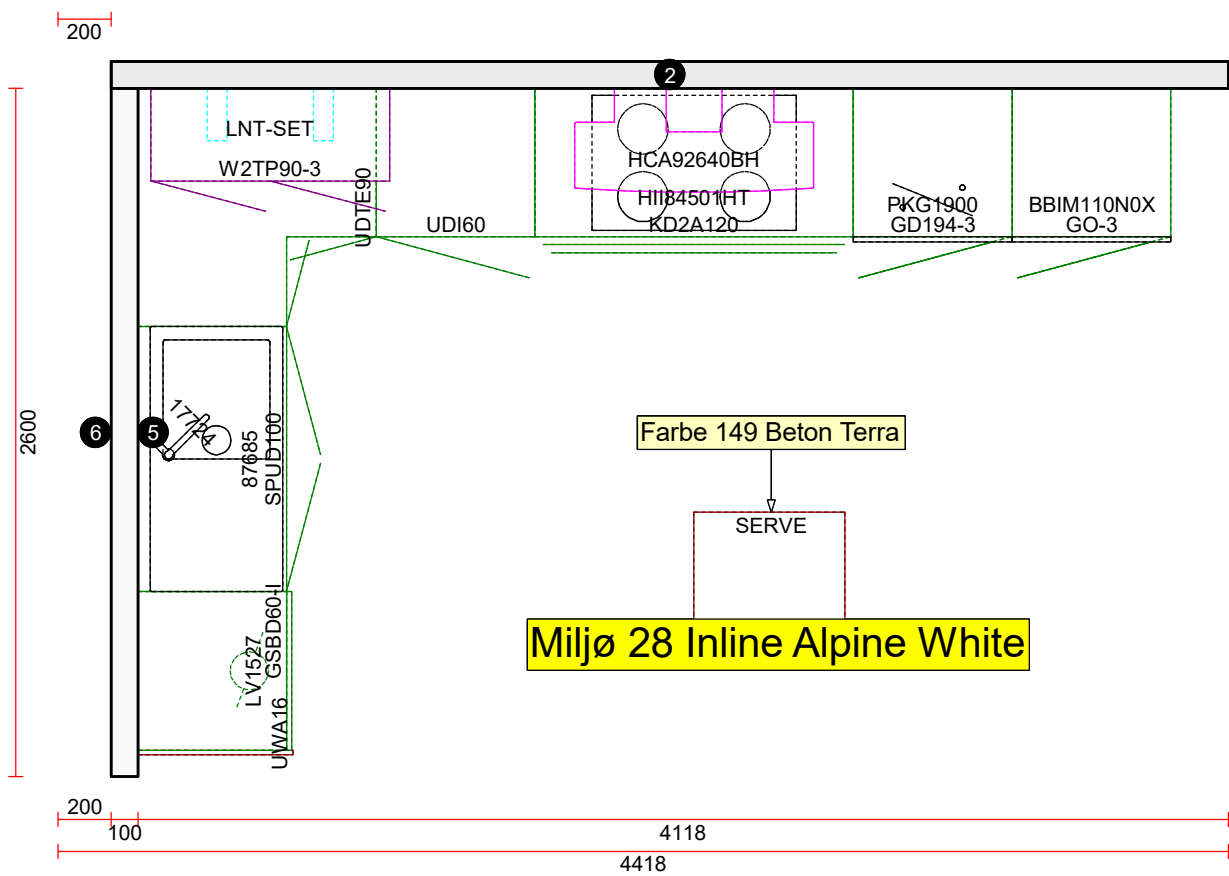 200
2
LNT-SET
W2TP90-3
UDTE90
UDI60
HCA92640BH
HII84501HT
KD2A120
PKG1900
GD194-3
BBIM110N0X
GO-3
2600
6
5
17724
87685
SPUD100
Farbe 149 Beton Terra
SERVE
Miljø 28 Inline Alpine White
LV1527
GSBD60-I
UWA16
200
100
4118
4418